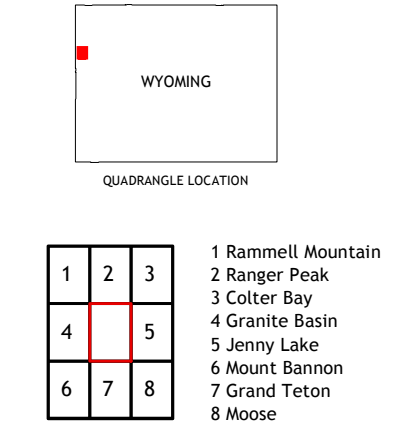 WYOMING
QUADRANGLE LOCATION
1 2 3
4 5
6 7 8
1 Rammell Mountain
2 Ranger Peak
3 Colter Bay
4 Granite Basin
5 Jenny Lake
6 Mount Bannon
7 Grand Teton
8 Moose